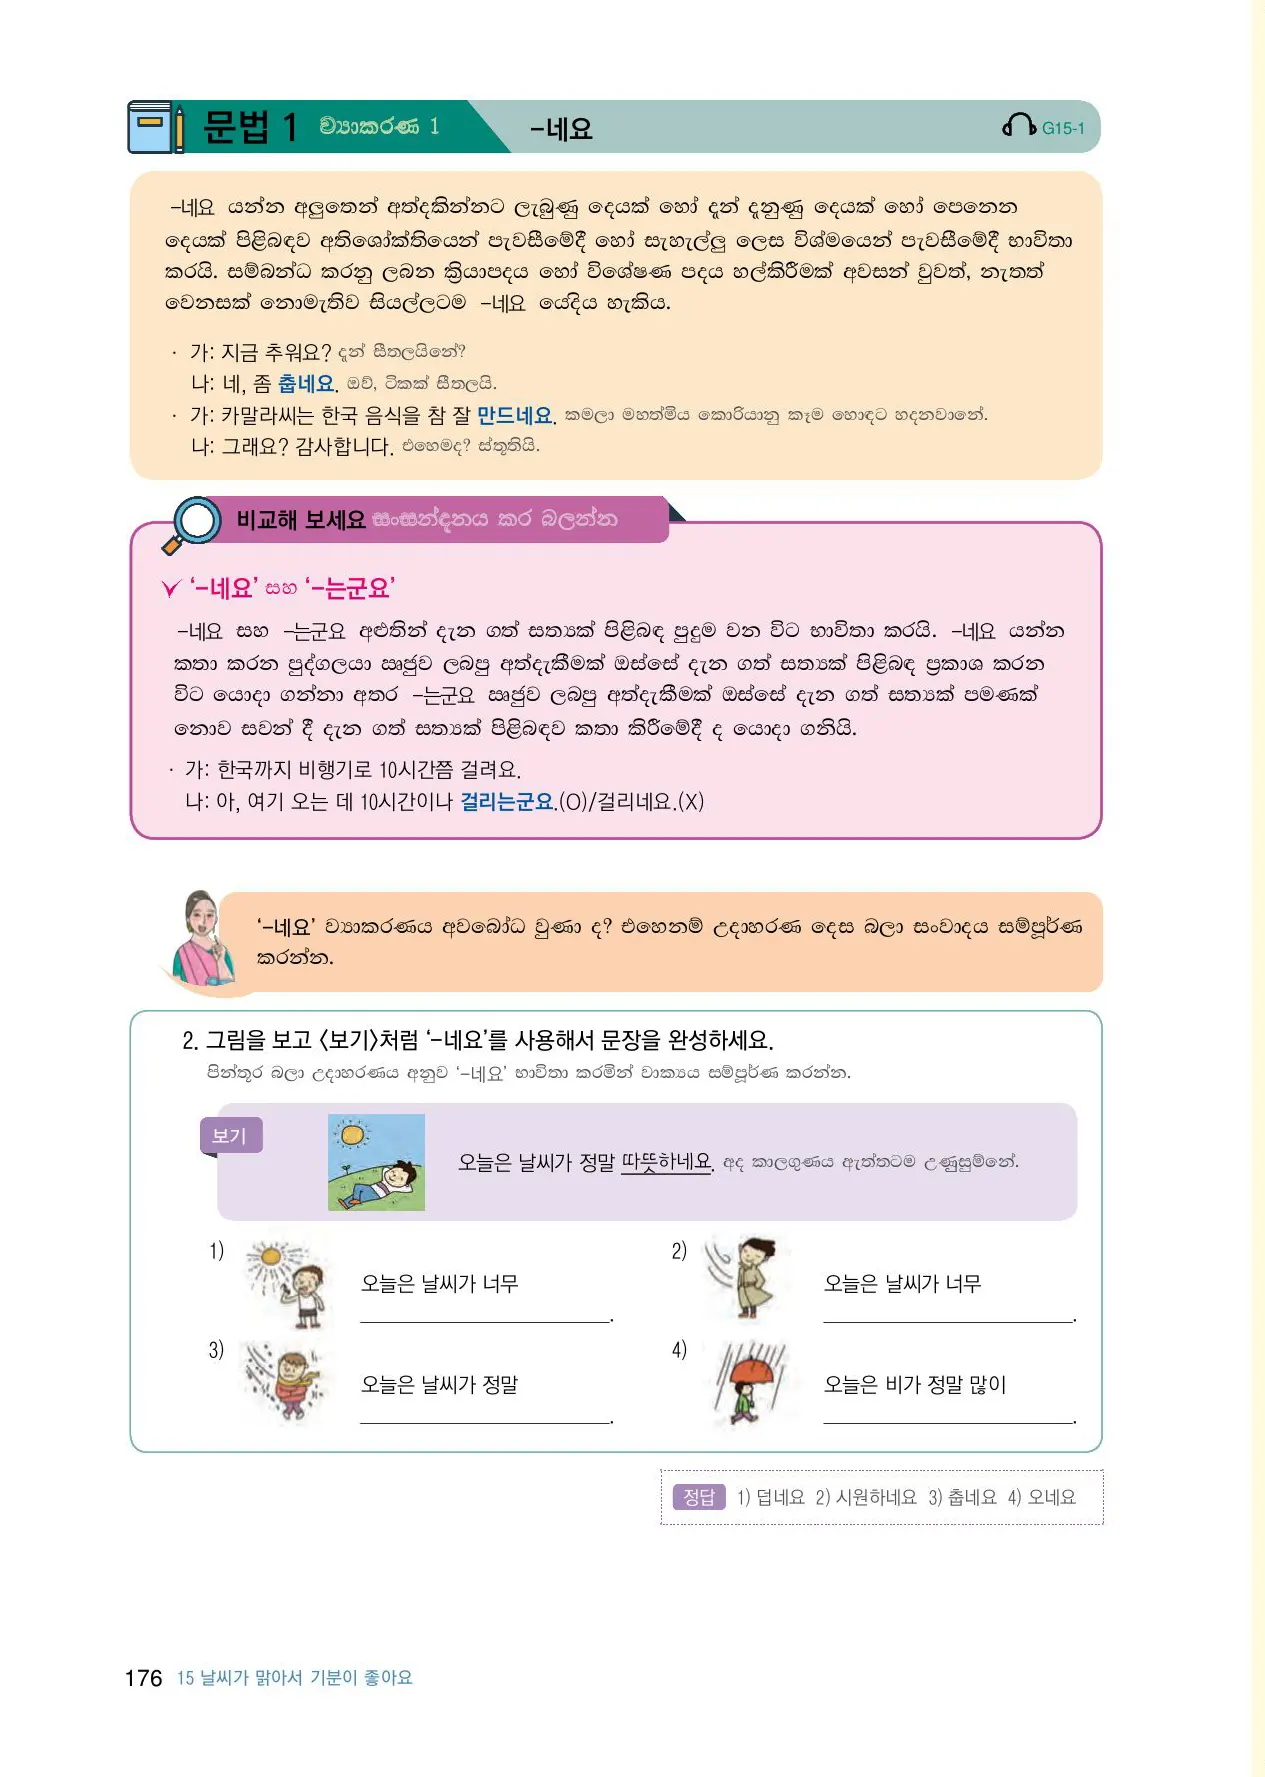 문법 1 ව්‍යාකරණ 1 -네요 G15-1
-네요 යන්න අලුතෙන් අත්දකින්නට ලැබුණු දෙයක් හෝ දැන් දැනුණු දෙයක් හෝ පෙනෙන
දෙයක් පිළිබඳව අතිශෝක්තියෙන් පැවසීමේදී හෝ සැහැල්ලු ලෙස විශ්මයෙන් පැවසීමේදී භාවිතා
කරයි. සම්බන්ධ කරනු ලබන ක්‍රියාපදය හෝ විශේෂණ පදය හල්කිරීමක් අවසන් වුවත්, නැතත්
වෙනසක් නොමැතිව සියල්ලටම -네요 යෙදිය හැකිය.
· 가: 지금 추워요? දැන් සීතලයිනේ?
나: 네, 좀 춥네요. ඔව්, ටිකක් සීතලයි.
· 가: 카말라씨는 한국 음식을 참 잘 만드네요. කමලා මහත්මිය කොරියානු කෑම හොඳට හදනවානේ.
나: 그래요? 감사합니다. එහෙමද? ස්තූතියි.
비교해 보세요 සංසන්දනය කර බලන්න
‘-네요’ සහ ‘-는군요’
-네요 සහ -는군요 අළුතින් දැන ගත් සත්‍යක් පිළිබඳ පුදුම වන විට භාවිතා කරයි. -네요 යන්න
කතා කරන පුද්ගලයා ඍජුව ලබපු අත්දැකීමක් ඔස්සේ දැන ගත් සත්‍යක් පිළිබඳ ප්‍රකාශ කරන
විට යොදා ගන්නා අතර -는군요 ඍජුව ලබපු අත්දැකීමක් ඔස්සේ දැන ගත් සත්‍යක් පමණක්
නොව සවන් දී දැන ගත් සත්‍යක් පිළිබඳව කතා කිරීමේදී ද යොදා ගනියි.
· 가: 한국까지 비행기로 10시간쯤 걸려요.
나: 아, 여기 오는 데 10시간이나 걸리는군요.(O)/걸리네요.(X)
‘-네요’ ව්‍යාකරණය අවබෝධ වුණා ද? එහෙනම් උදාහරණ දෙස බලා සංවාදය සම්පූර්ණ
කරන්න.
2. 그림을 보고 〈보기〉처럼 ‘-네요’를 사용해서 문장을 완성하세요.
පින්තූර බලා උදාහරණය අනුව ‘-네요’ භාවිතා කරමින් වාක්‍යය සම්පූර්ණ කරන්න.
보기
오늘은 날씨가 정말 따뜻하네요. අද කාලගුණය ඇත්තටම උණුසුම්නේ.
1) 오늘은 날씨가 너무 .
2) 오늘은 날씨가 너무 .
3) 오늘은 날씨가 정말 .
4) 오늘은 비가 정말 많이 .
정답 1) 덥네요 2) 시원하네요 3) 춥네요 4) 오네요
176 15 날씨가 맑아서 기분이 좋아요